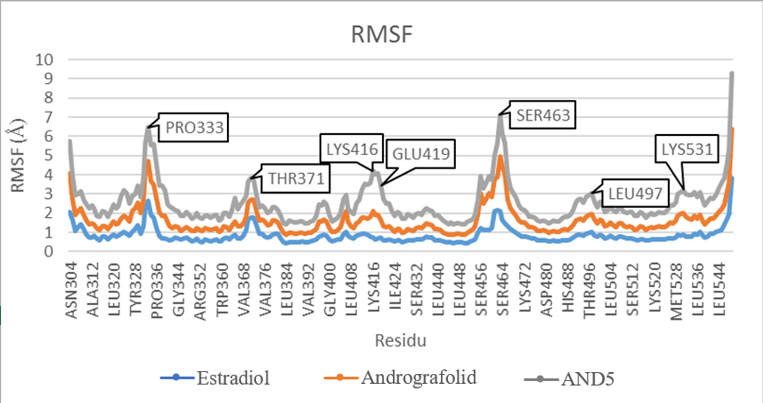 RMSF
10
9
8
7
6
5
4
3
2
1
0
RMSF (Å)
PRO333
THR371
LYS416
GLU419
SER463
LEU497
LYS531
ASN304
ALA312
LEU320
TYR328
PRO336
GLY344
ARG352
TRP360
VAL368
VAL376
LEU384
VAL392
GLY400
LEU408
LYS416
ILE424
SER432
LEU440
LEU448
SER456
SER464
LYS472
ASP480
HIS488
THR496
LEU504
SER512
LYS520
MET528
LEU536
LEU544
Residu
Estradiol
Andrografolid
AND5